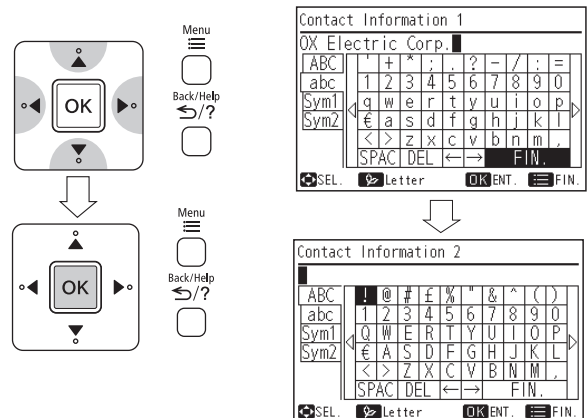 Menu
Back/Help
?
OK
Menu
Back/Help
?
OK
Contact Information 1
OX Electric Corp.
ABC ' + * ; . ? - / : =
abc 1 2 3 4 5 6 7 8 9 0
Sym1 q w e r t y u i o p
Sym2 € a s d f g h j k l
< > z x c v b n m ,
SPAC DEL ← → FIN.
SEL. Letter OK ENT. FIN.
Contact Information 2
ABC ! @ # £ % " & ^ ( )
abc 1 2 3 4 5 6 7 8 9 0
Sym1 Q W E R T Y U I O P
Sym2 € A S D F G H J K L
< > Z X C V B N M ,
SPAC DEL ← → FIN.
SEL. Letter OK ENT. FIN.